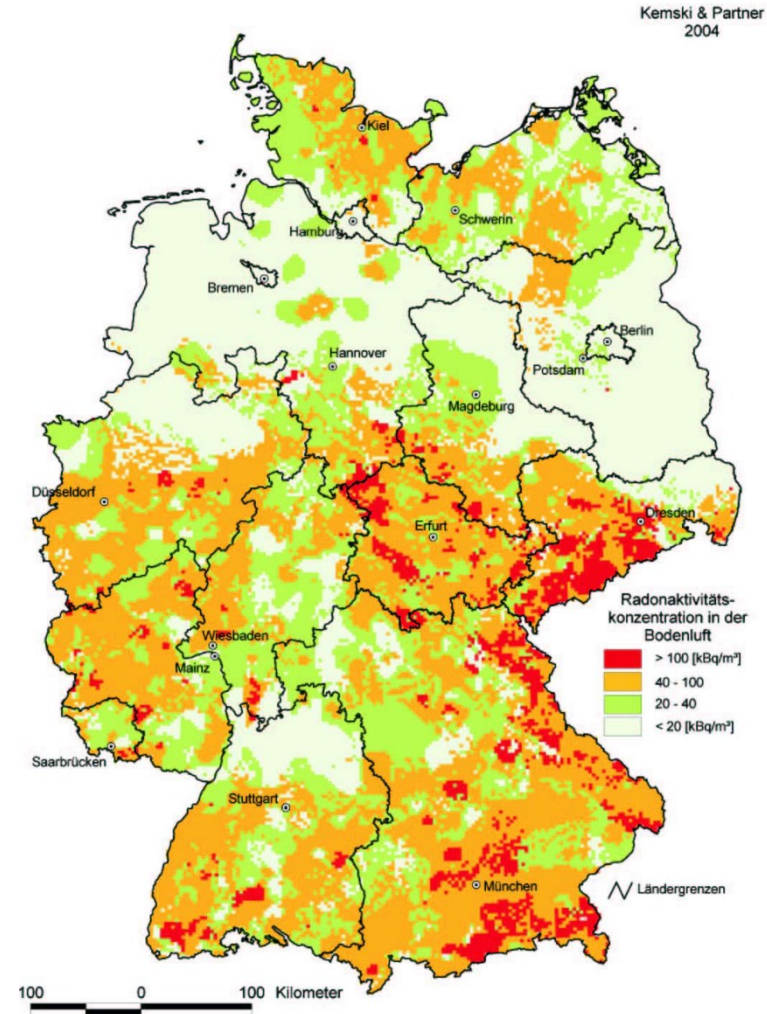 Kemski & Partner
2004
Kiel
Schwerin
Hamburg
Bremen
Berlin
Hannover
Potsdam
Magdeburg
Düsseldorf
Dresden
Erfurt
Radonaktivitäts-
konzentration in der
Bodenluft
> 100 [kBq/m³]
40 - 100
20 - 40
< 20 [kBq/m³]
Wiesbaden
Mainz
Saarbrücken
Stuttgart
München
Ländergrenzen
100 0 100 Kilometer